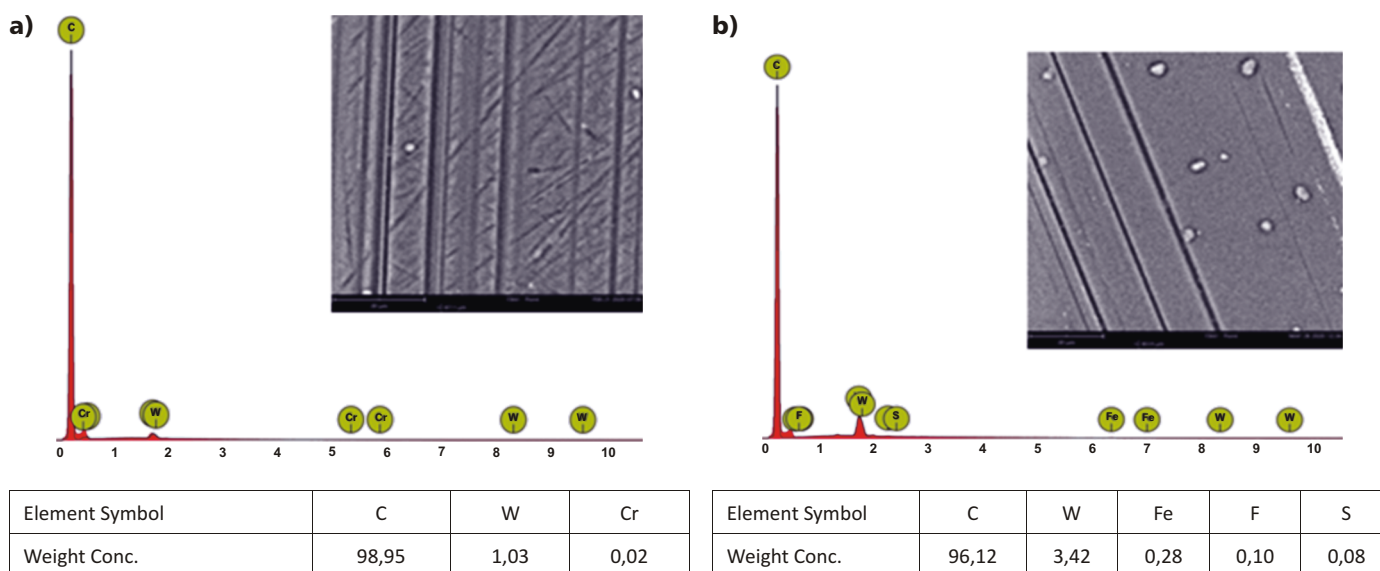 a)
C
Cr
W
Cr
Cr
W
W
0 1 2 3 4 5 6 7 8 9 10
Element Symbol C W Cr
Weight Conc. 98,95 1,03 0,02
b)
C
F
W
S
Fe
Fe
W
W
0 1 2 3 4 5 6 7 8 9 10
Element Symbol C W Fe F S
Weight Conc. 96,12 3,42 0,28 0,10 0,08